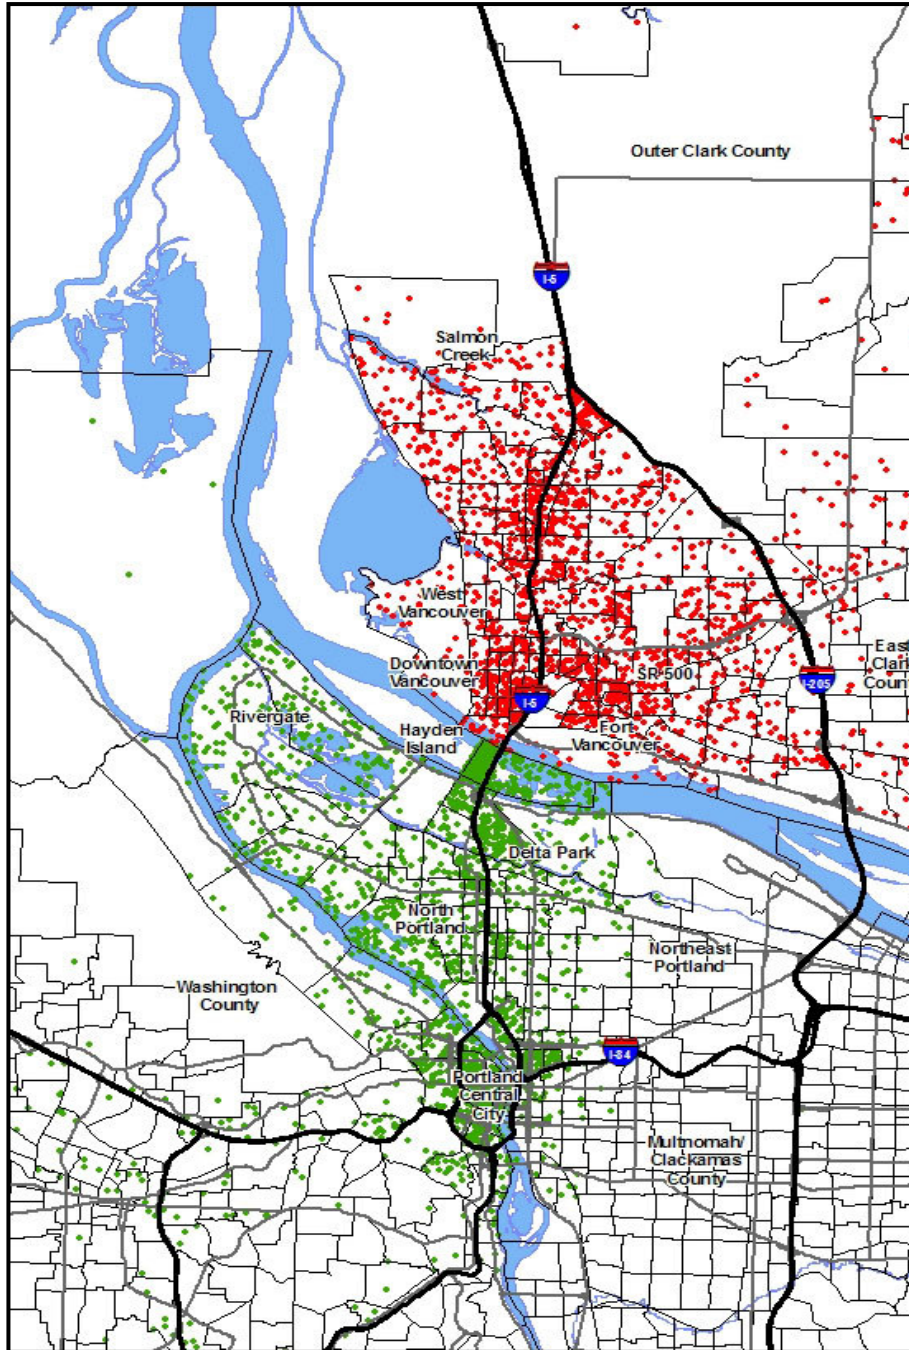 Outer Clark County
I-5
Salmon
Creek
West
Vancouver
Downtown
Vancouver
SR 500
East
Clark
County
I-205
I-5
Rivergate
Hayden
Island
Fort
Vancouver
Delta Park
North
Portland
Northeast
Portland
Washington
County
I-84
Portland
Central
City
Multnomah/
Clackamas
County